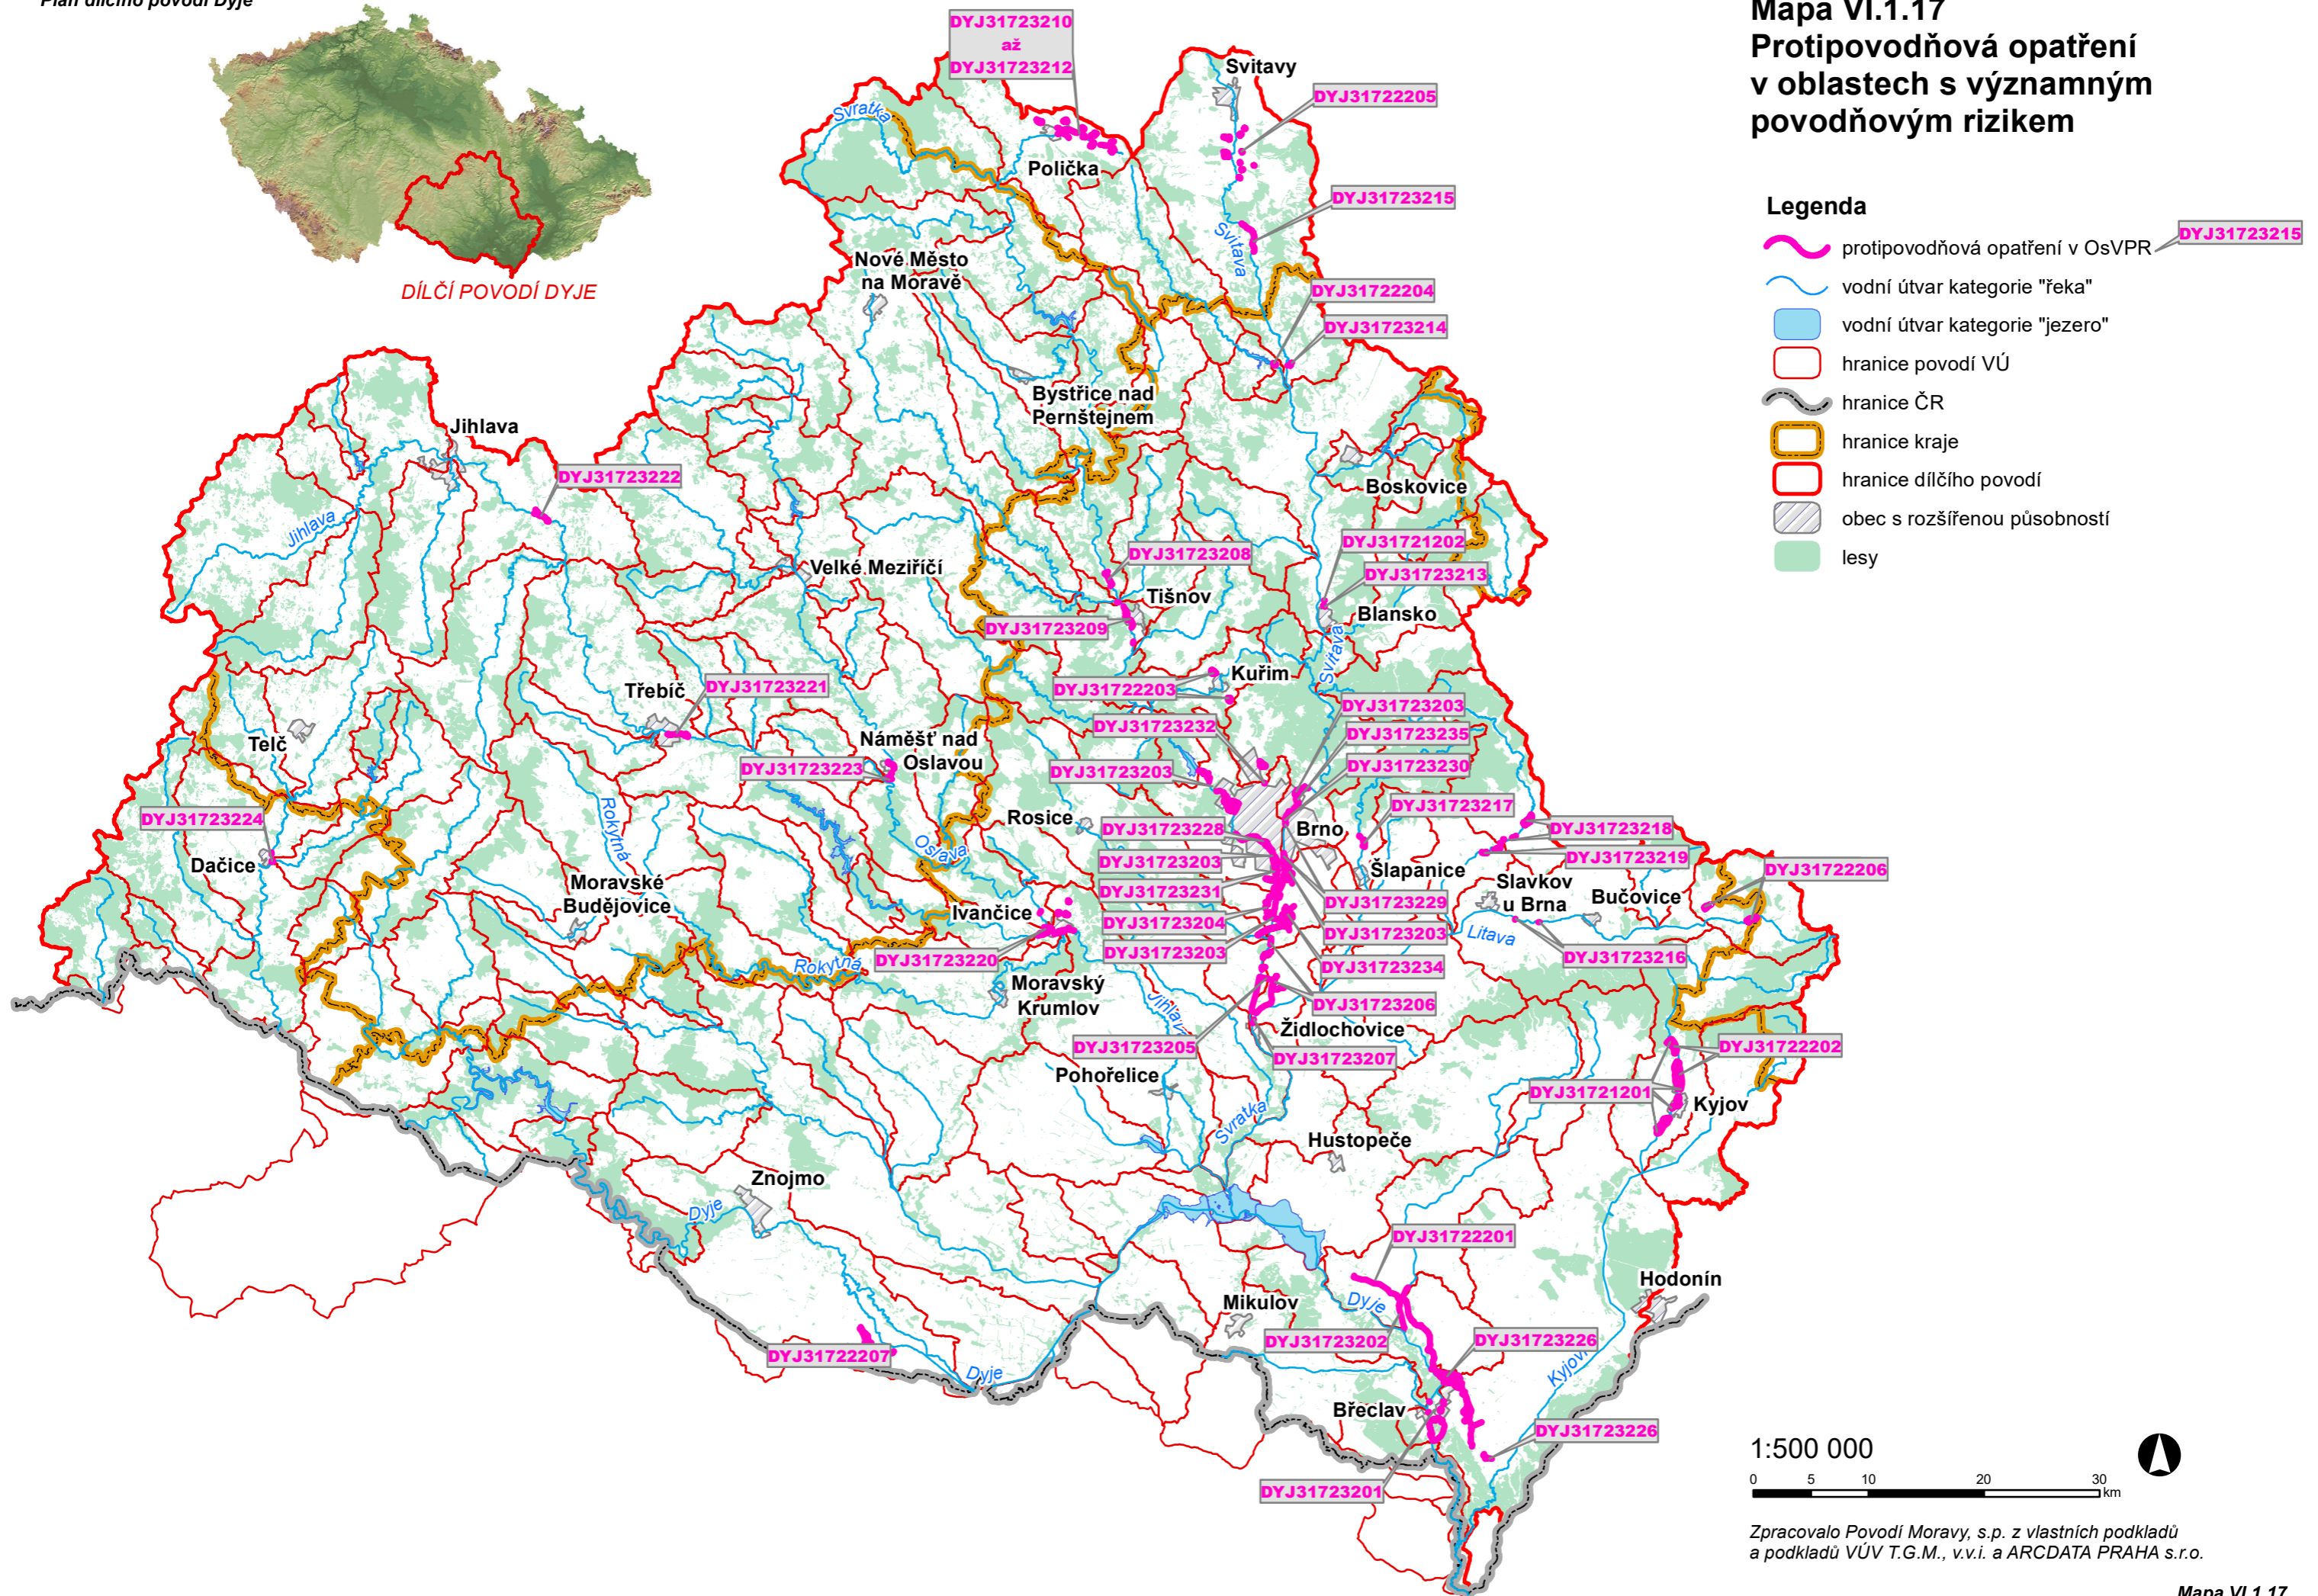 Plán dílčího povodí Dyje
Mapa VI.1.17
Protipovodňová opatření
v oblastech s významným
povodňovým rizikem
DÍLČÍ POVODÍ DYJE
Legenda
protipovodňová opatření v OsVPR
DYJ31723215
vodní útvar kategorie "řeka"
vodní útvar kategorie "jezero"
hranice povodí VÚ
hranice ČR
hranice kraje
hranice dílčího povodí
obec s rozšířenou působností
lesy
DYJ31723210
až
DYJ31723212
Svitavy
DYJ31722205
Svratka
Polička
DYJ31723215
Svitava
Nové Město
na Moravě
DYJ31722204
DYJ31723214
Bystřice nad
Pernštejnem
Jihlava
DYJ31723222
Boskovice
Jihlava
DYJ31721202
DYJ31723208
Velké Meziříčí
DYJ31723213
Tišnov
Blansko
DYJ31723209
Svitava
Kuřim
Třebíč
DYJ31723221
DYJ31722203
DYJ31723203
DYJ31723232
DYJ31723235
Telč
Náměšť nad
Oslavou
DYJ31723223
DYJ31723203
DYJ31723230
DYJ31723217
DYJ31723224
Rosice
Rokytná
DYJ31723228
Brno
DYJ31723218
Oslava
DYJ31723203
DYJ31723219
Dačice
Šlapanice
DYJ31722206
Moravské
Budějovice
DYJ31723231
Slavkov
u Brna
Bučovice
DYJ31723229
Ivančice
DYJ31723204
DYJ31723203
Litava
DYJ31723203
DYJ31723220
DYJ31723216
Rokytná
DYJ31723234
Moravský
Krumlov
Jihlava
DYJ31723206
Židlochovice
DYJ31723205
DYJ31722202
DYJ31723207
Pohořelice
DYJ31721201
Kyjov
Svratka
Hustopeče
Znojmo
Dyje
DYJ31722201
Hodonín
Mikulov
Dyje
DYJ31723202
DYJ31723226
DYJ31722207
Dyje
Břeclav
DYJ31723226
DYJ31723201
1:500 000
0 5 10 20 30
km
Zpracovalo Povodí Moravy, s.p. z vlastních podkladů
a podkladů VÚV T.G.M., v.v.i. a ARCDATA PRAHA s.r.o.
Mapa VI.1.17